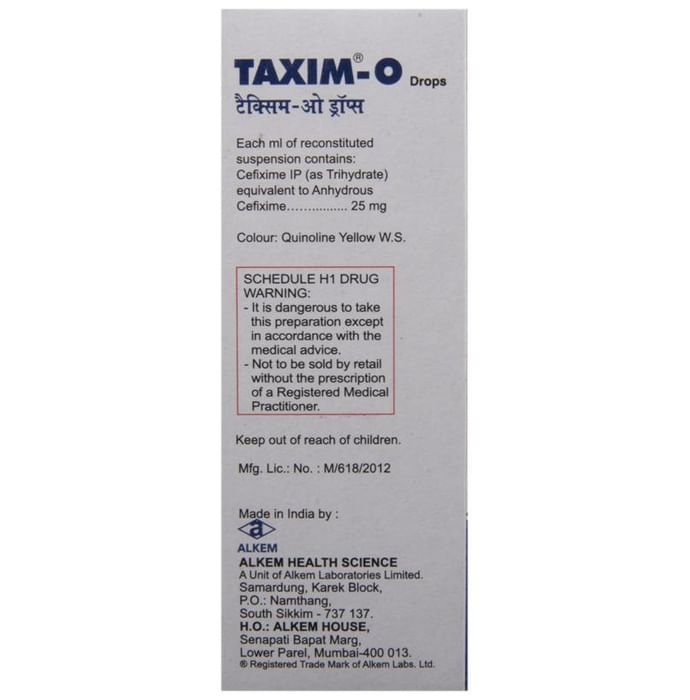 TAXIM®-O Drops
टैक्सिम-ओ ड्रॉप्स
Each ml of reconstituted
suspension contains:
Cefixime IP (as Trihydrate)
equivalent to Anhydrous
Cefixime............... 25 mg
Colour: Quinoline Yellow W.S.
SCHEDULE H1 DRUG
WARNING:
- It is dangerous to take
this preparation except
in accordance with the
medical advice.
- Not to be sold by retail
without the prescription
of a Registered Medical
Practitioner.
Keep out of reach of children.
Mfg. Lic.: No. : M/618/2012
Made in India by :
a
ALKEM
ALKEM HEALTH SCIENCE
A Unit of Alkem Laboratories Limited.
Samardung, Karek Block,
P.O.: Namthang,
South Sikkim - 737 137.
H.O.: ALKEM HOUSE,
Senapati Bapat Marg,
Lower Parel, Mumbai-400 013.
® Registered Trade Mark of Alkem Labs. Ltd.